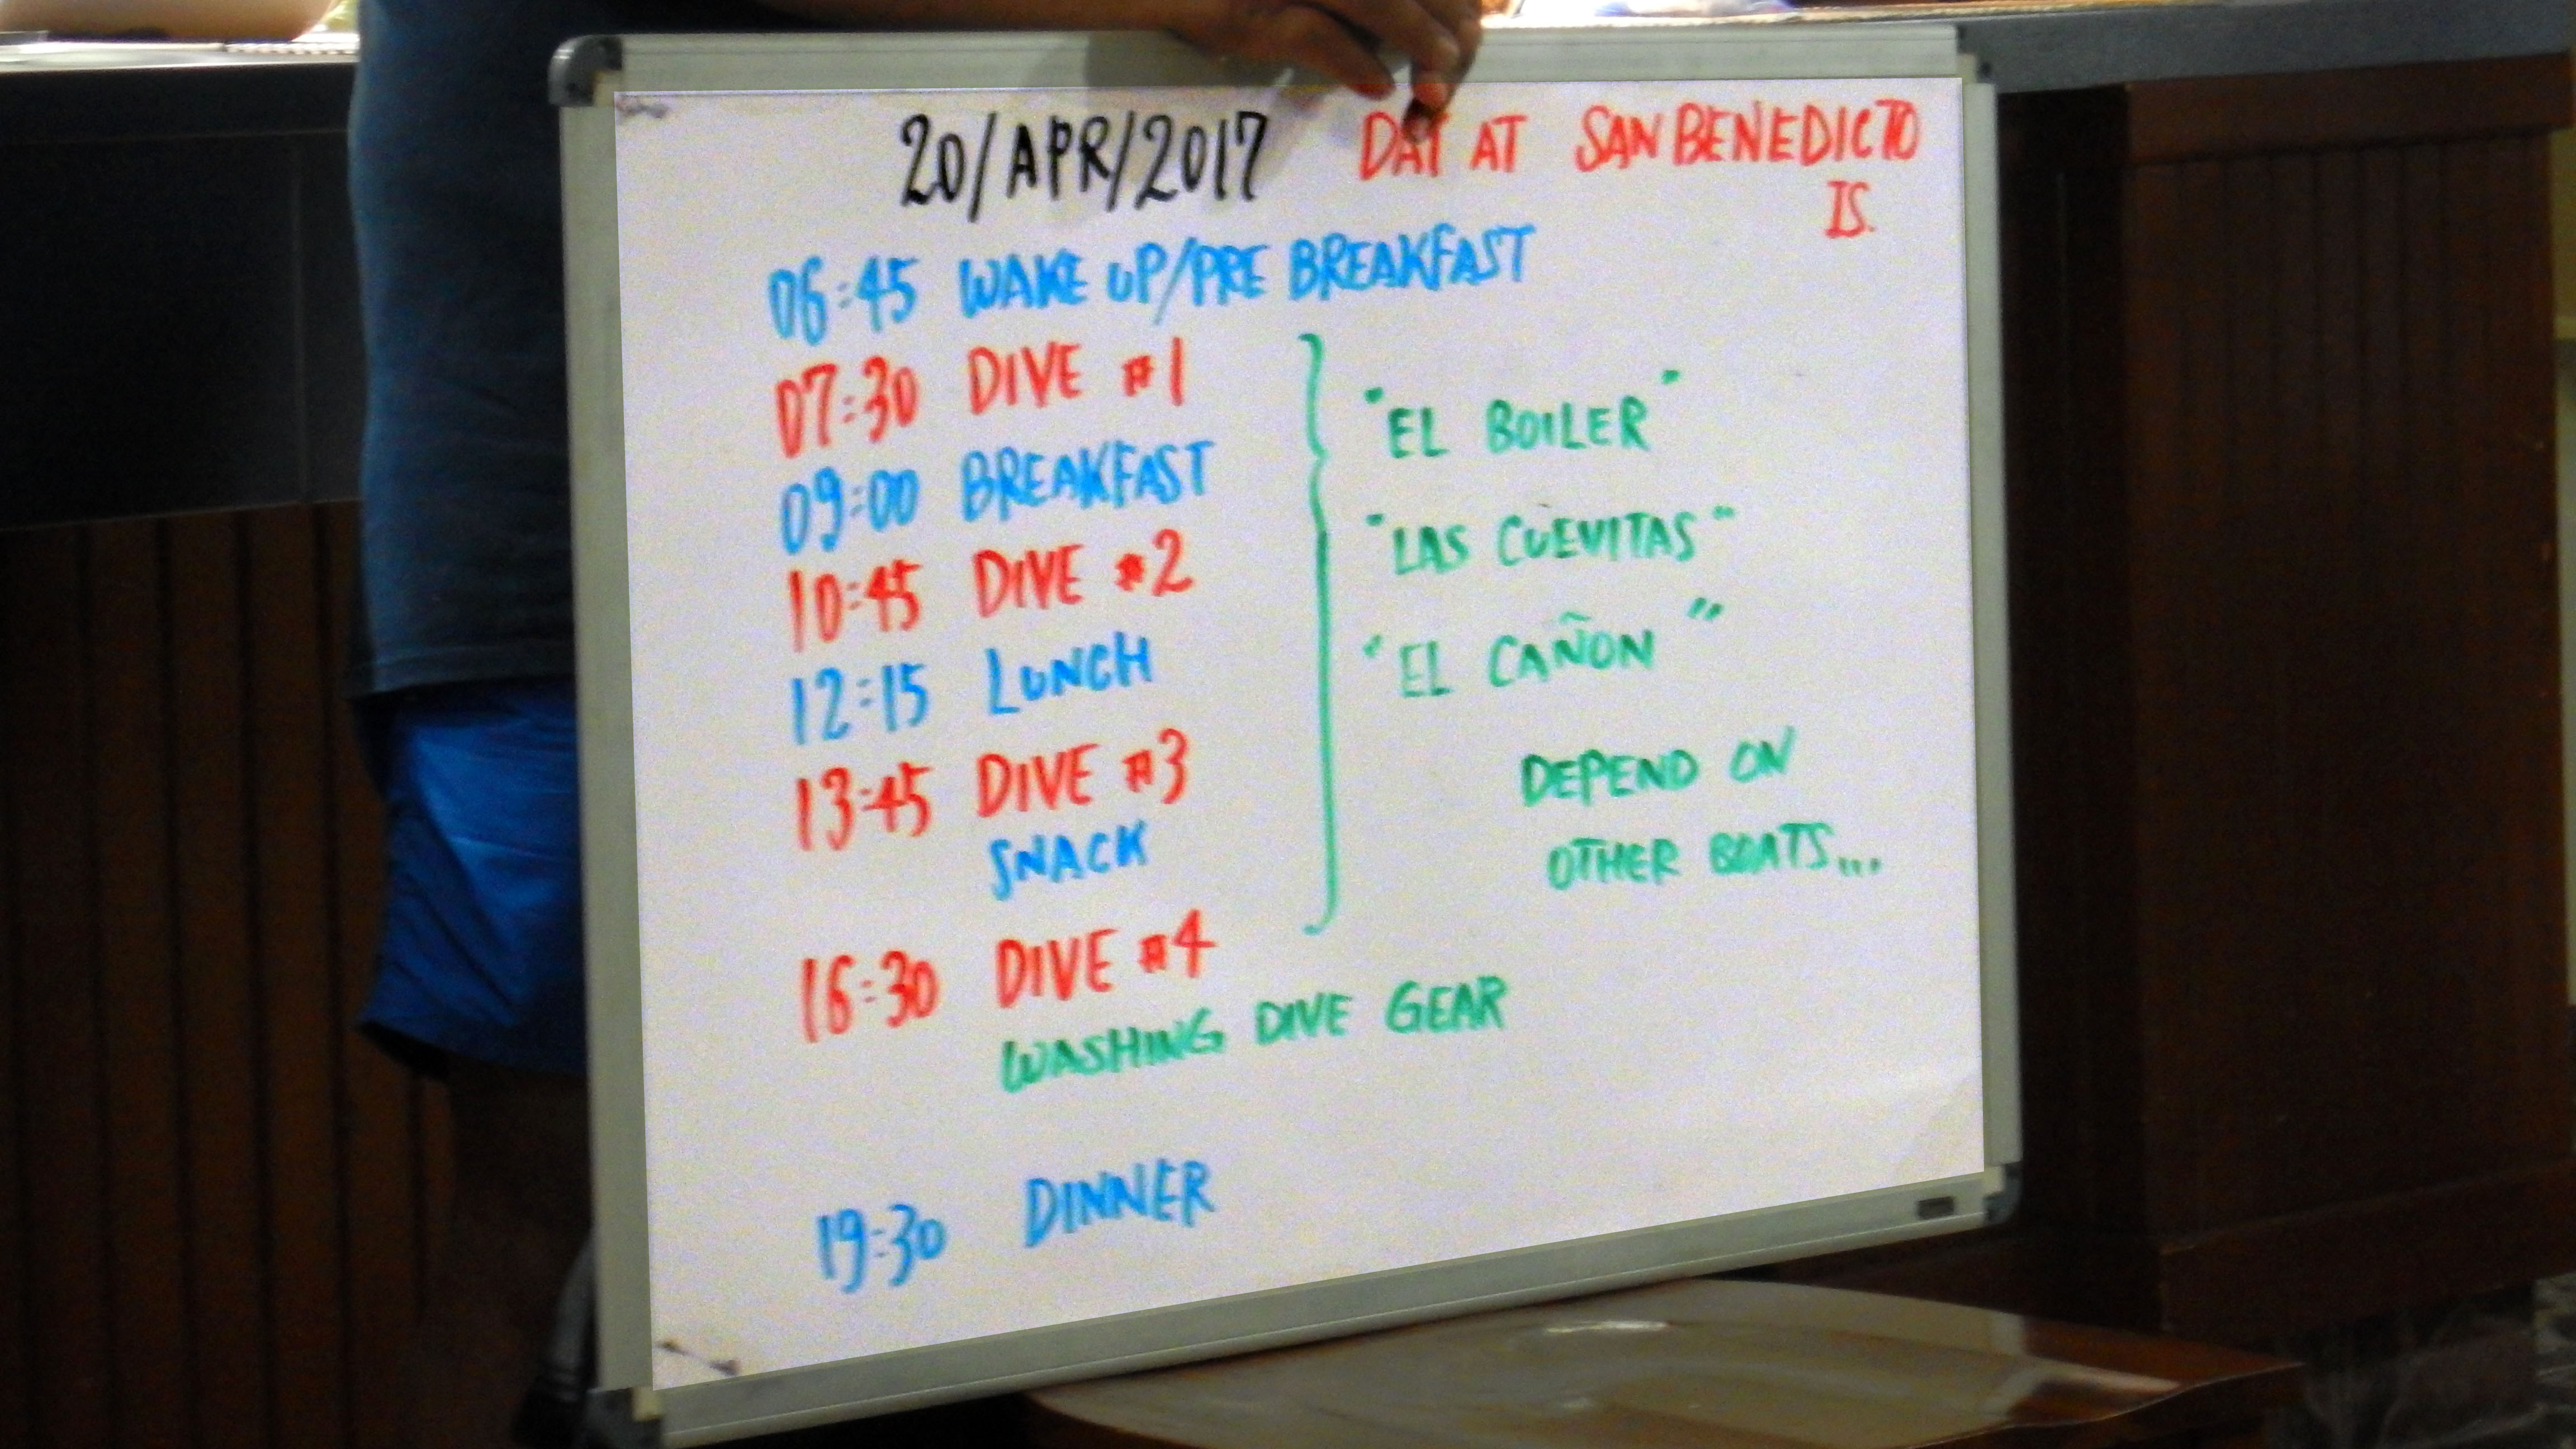 20/APR/2017 DAY AT SAN BENEDICTO
IS.
06:45 WAKE UP/PRE BREAKFAST
07:30 DIVE #1
09:00 BREAKFAST
10:45 DIVE #2
12:15 LUNCH
13:45 DIVE #3
SNACK
16:30 DIVE #4
WASHING DIVE GEAR
19:30 DINNER
"EL BOILER"
"LAS CUEVITAS"
"EL CAÑON"
DEPEND ON
OTHER BOATS...